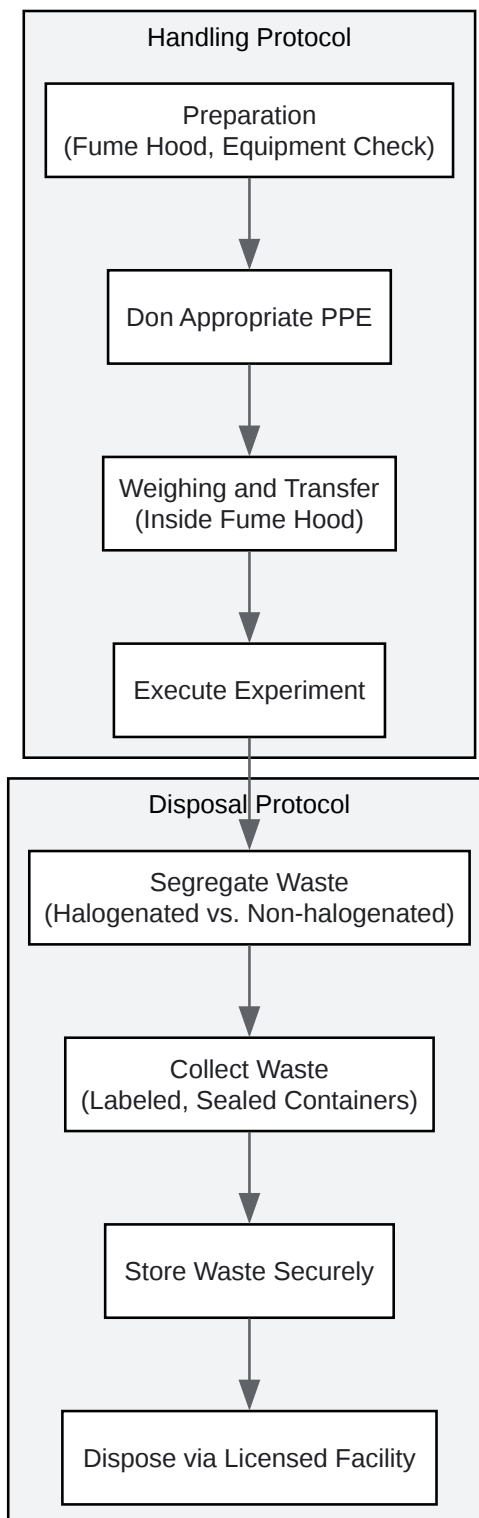 Handling Protocol
Preparation
(Fume Hood, Equipment Check)
Don Appropriate PPE
Weighing and Transfer
(Inside Fume Hood)
Execute Experiment
Disposal Protocol
Segregate Waste
(Halogenated vs. Non-halogenated)
Collect Waste
(Labeled, Sealed Containers)
Store Waste Securely
Dispose via Licensed Facility